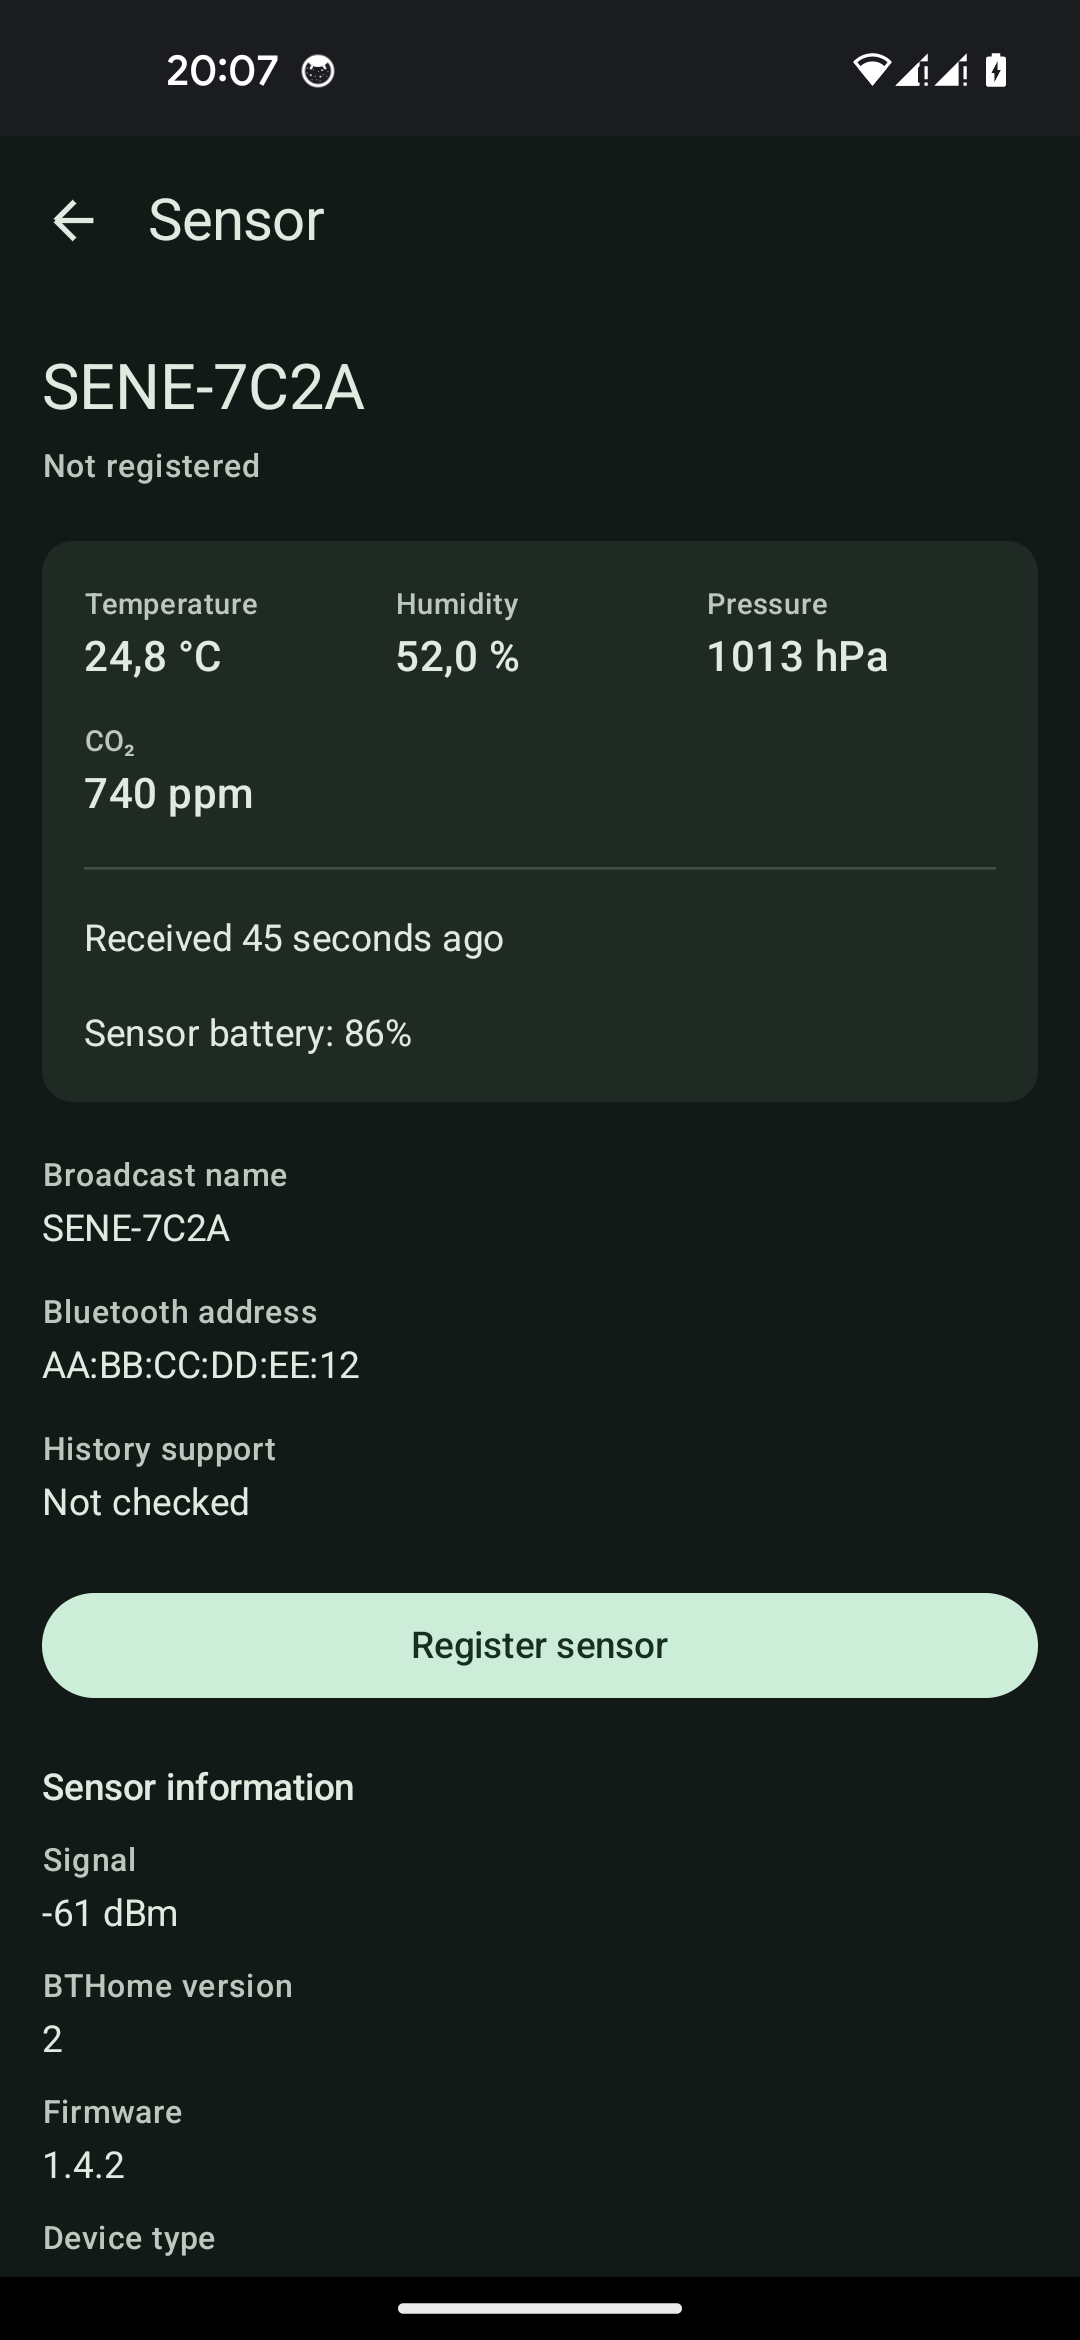 20:07
Sensor
SENE-7C2A
Not registered
Temperature Humidity Pressure
24,8 °C 52,0 % 1013 hPa
CO₂
740 ppm
Received 45 seconds ago
Sensor battery: 86%
Broadcast name
SENE-7C2A
Bluetooth address
AA:BB:CC:DD:EE:12
History support
Not checked
Register sensor
Sensor information
Signal
-61 dBm
BTHome version
2
Firmware
1.4.2
Device type